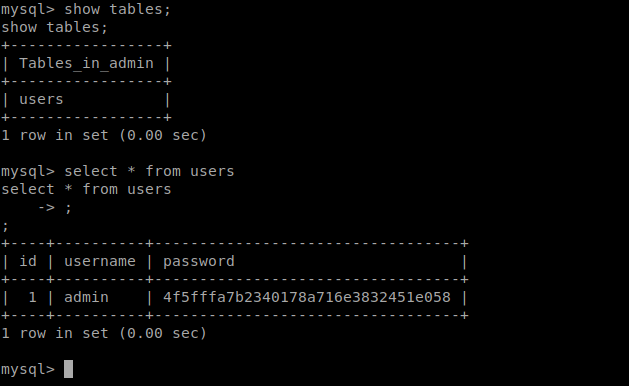 mysql> show tables;
show tables;
+-----------------+
| Tables_in_admin |
+-----------------+
| users           |
+-----------------+
1 row in set (0.00 sec)
mysql> select * from users
select * from users
    -> ;
;
+----+----------+----------------------------------+
| id | username | password                         |
+----+----------+----------------------------------+
|  1 | admin    | 4f5fffa7b2340178a716e3832451e058 |
+----+----------+----------------------------------+
1 row in set (0.00 sec)
mysql>